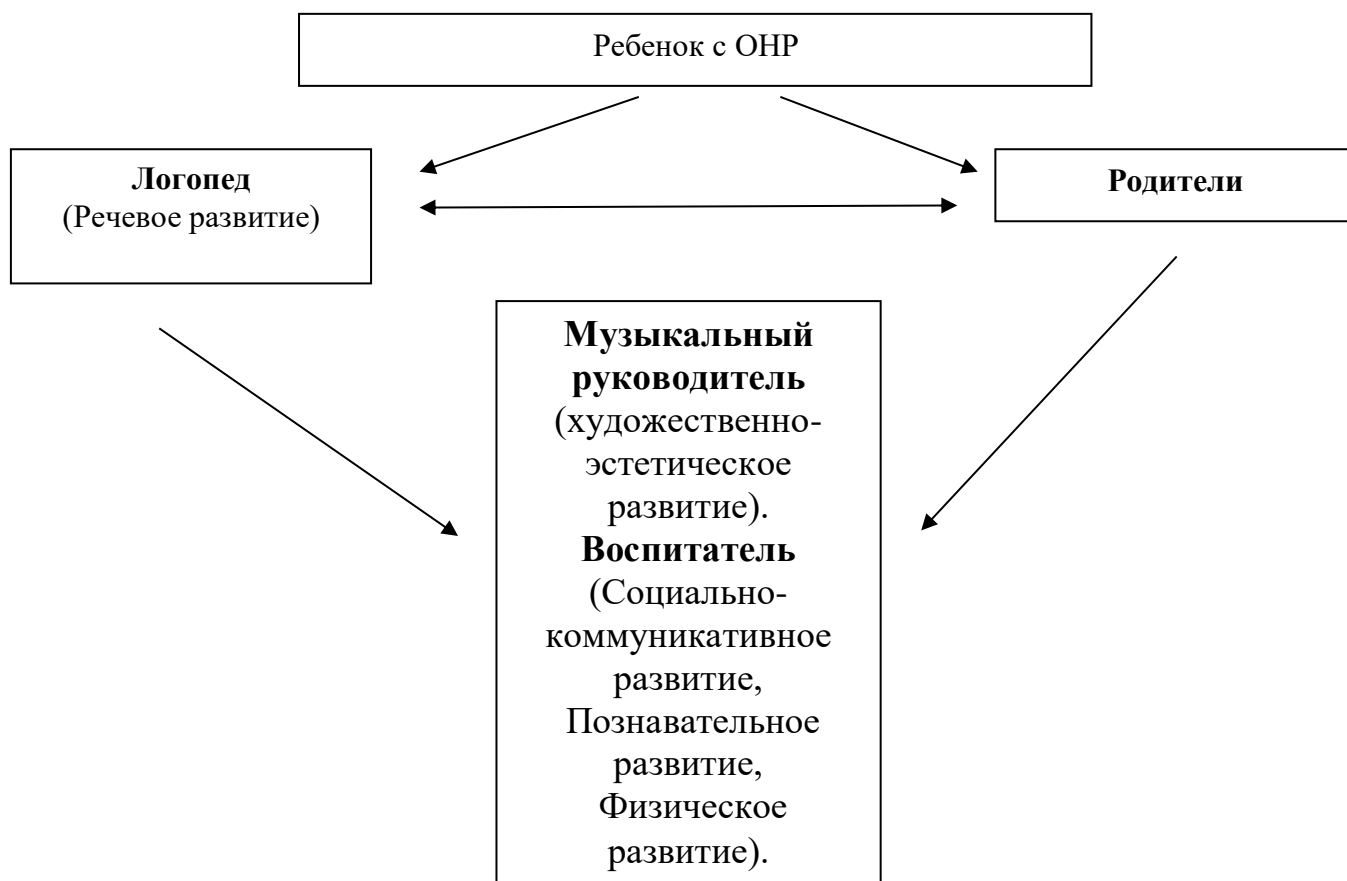 Ребенок с ОНР
Логопед
(Речевое развитие)
Родители
Музыкальный
руководитель
(художественно-
эстетическое
развитие).
Воспитатель
(Социально-
коммуникативное
развитие,
Познавательное
развитие,
Физическое
развитие).